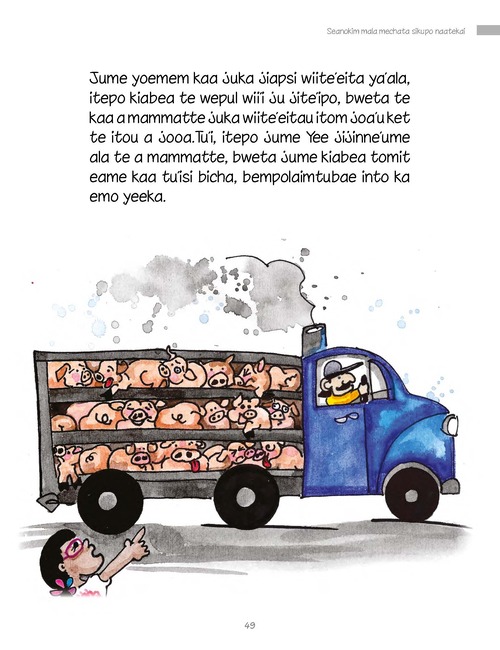 Seanokim mala mechata sikupo naatekai
Jume yoemem kaa juka jiapsi wiite'eita ya'ala,
itepo kiabea te wepul wiii ju jite'ipo, bweta te
kaa a mammatte juka wiite'eitau itom joa'u ket
te itou a jooa.Tu'i, itepo jume Yee jijinne'ume
ala te a mammatte, bweta jume kiabea tomit
eame kaa tu'isi bicha, bempolaimtubae into ka
emo yeeka.
49